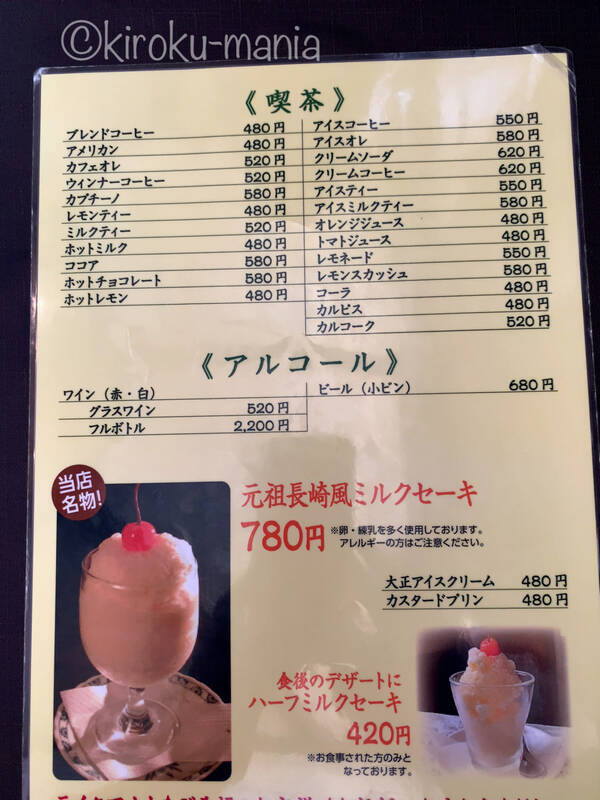 ©kiroku-mania
《喫茶》
ブレンドコーヒー 480円
アメリカン 480円
カフェオレ 520円
ウィンナーコーヒー 520円
カプチーノ 580円
レモンティー 480円
ミルクティー 520円
ホットミルク 480円
ココア 580円
ホットチョコレート 580円
ホットレモン 480円
アイスコーヒー 550円
アイスオレ 580円
クリームソーダ 620円
クリームコーヒー 620円
アイスティー 550円
アイスミルクティー 580円
オレンジジュース 480円
トマトジュース 480円
レモネード 550円
レモンスカッシュ 580円
コーラ 480円
カルピス 480円
カルコーク 520円
《アルコール》
ワイン（赤・白）
グラスワイン 520円
フルボトル 2,200円
ビール（小ビン） 680円
当店
名物!
元祖長崎風ミルクセーキ
780円
※卵・練乳を多く使用しております。
アレルギーの方はご注意ください。
大正アイスクリーム 480円
カスタードプリン 480円
食後のデザートに
ハーフミルクセーキ
420円
※お食事された方のみと
なっております。